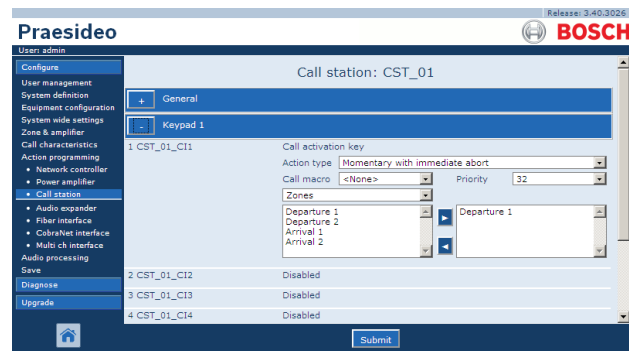 Release: 3.40.3026
Praesideo
BOSCH
User: admin
Configure
User management
System definition
Equipment configuration
System wide settings
Zone & amplifier
Call characteristics
Action programming
• Network controller
• Power amplifier
• Call station
• Audio expander
• Fiber interface
• CobraNet interface
• Multi ch interface
Audio processing
Save
Diagnose
Upgrade
Call station: CST_01
+ General
- Keypad 1
1 CST_01_CI1 Call activation key
Action type Momentary with immediate abort
Call macro <None> Priority 32
Zones
Departure 1
Departure 2
Arrival 1
Arrival 2
Departure 1
2 CST_01_CI2 Disabled
3 CST_01_CI3 Disabled
4 CST_01_CI4 Disabled
Submit